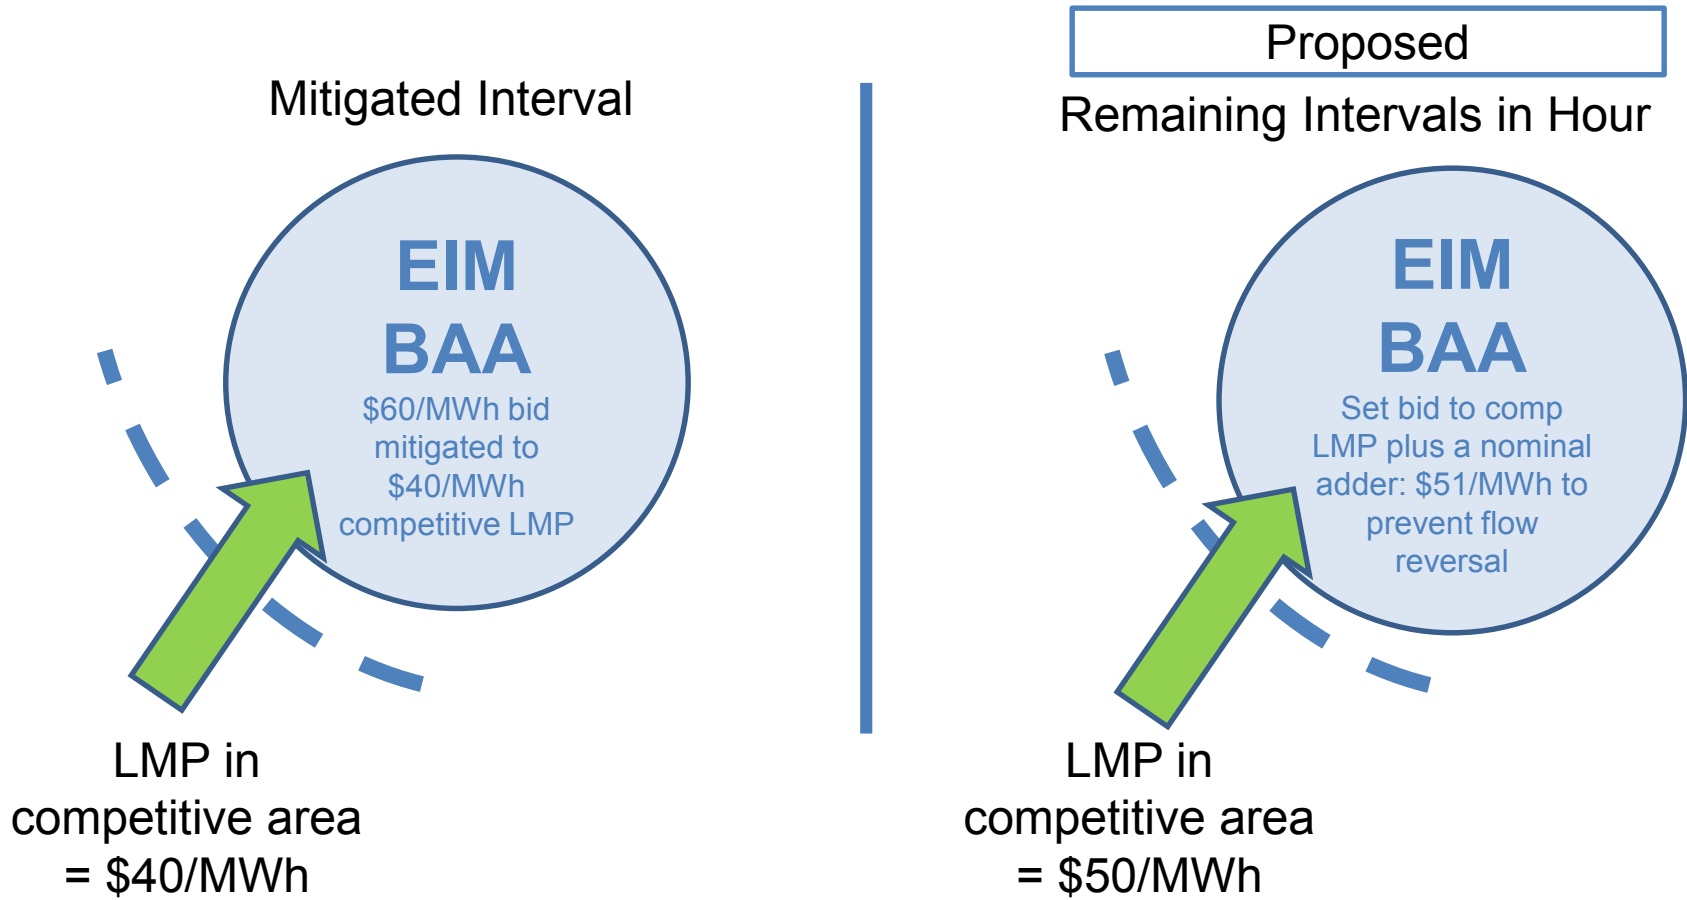 Mitigated Interval
EIM
BAA
$60/MWh bid
mitigated to
$40/MWh
competitive LMP
LMP in
competitive area
= $40/MWh
Proposed
Remaining Intervals in Hour
EIM
BAA
Set bid to comp
LMP plus a nominal
adder: $51/MWh to
prevent flow
reversal
LMP in
competitive area
= $50/MWh